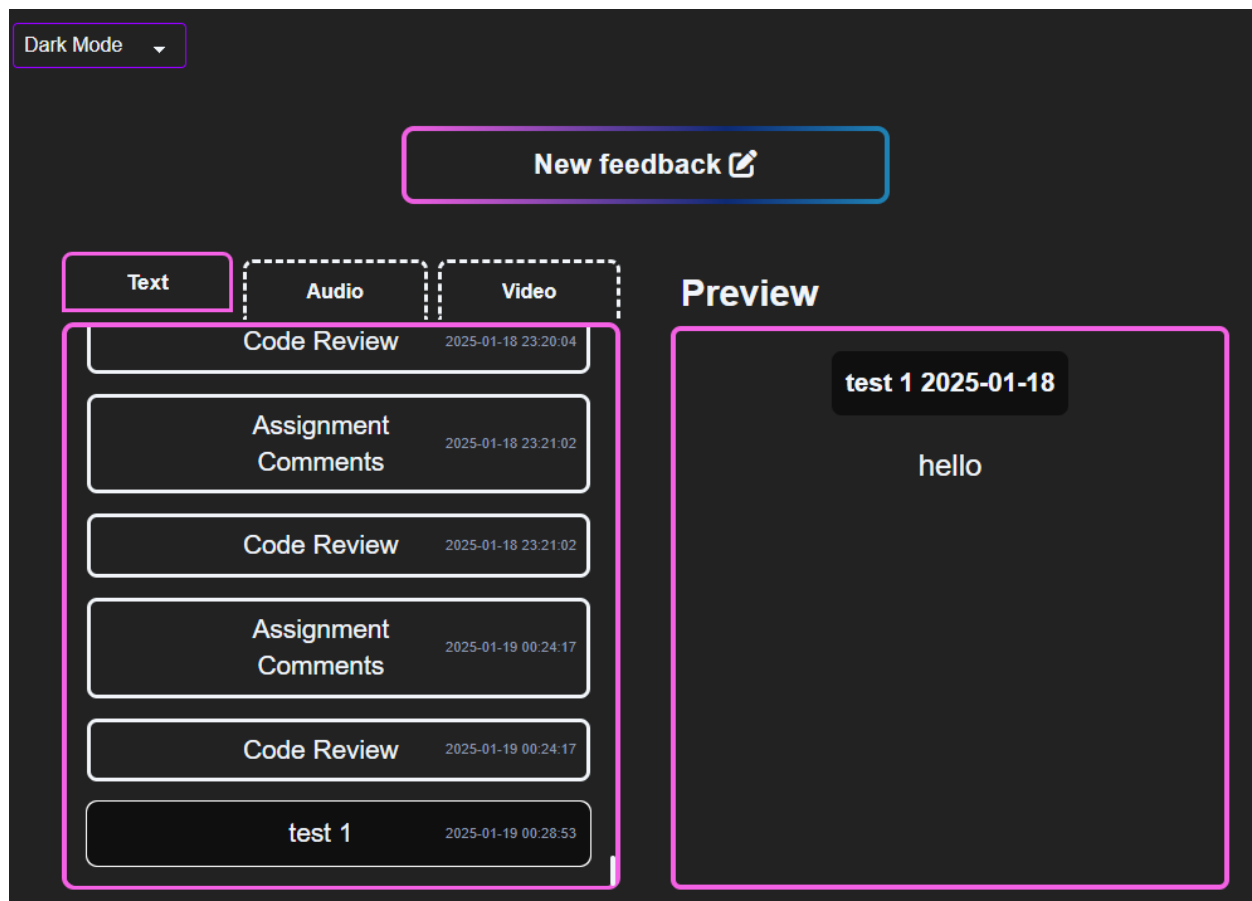 Dark Mode
New feedback
Text
Audio
Video
Preview
Code Review 2025-01-18 23:20:04
Assignment
Comments
2025-01-18 23:21:02
Code Review 2025-01-18 23:21:02
Assignment
Comments
2025-01-19 00:24:17
Code Review 2025-01-19 00:24:17
test 1 2025-01-19 00:28:53
test 1 2025-01-18
hello